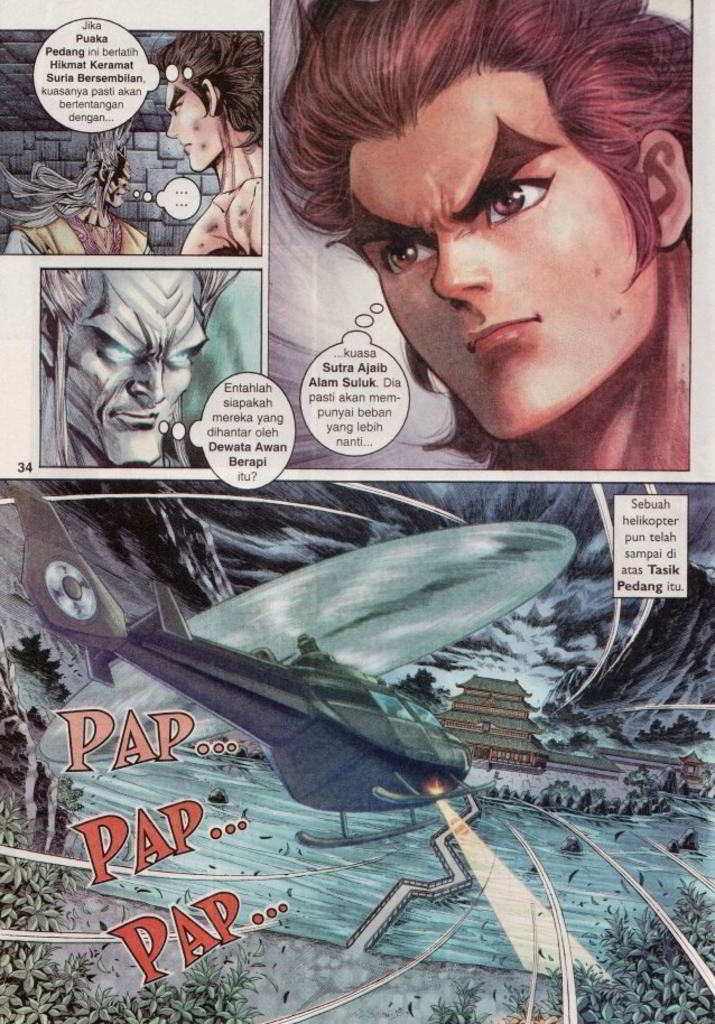 Jika
Puaka
Pedang ini berlatih
Hikmat Keramat
Suria Bersembilan,
kuasanya pasti akan
bertentangan
dengan...
...
...
...kuasa
Sutra Ajaib
Alam Suluk. Dia
pasti akan mem-
punyai beban
yang lebih
nanti...
Entahlah
siapakah
mereka yang
dihantar oleh
Dewata Awan
Berapi
itu?
34
Sebuah
helikopter
pun telah
sampai di
atas Tasik
Pedang itu.
PAP...
PAP...
PAP...